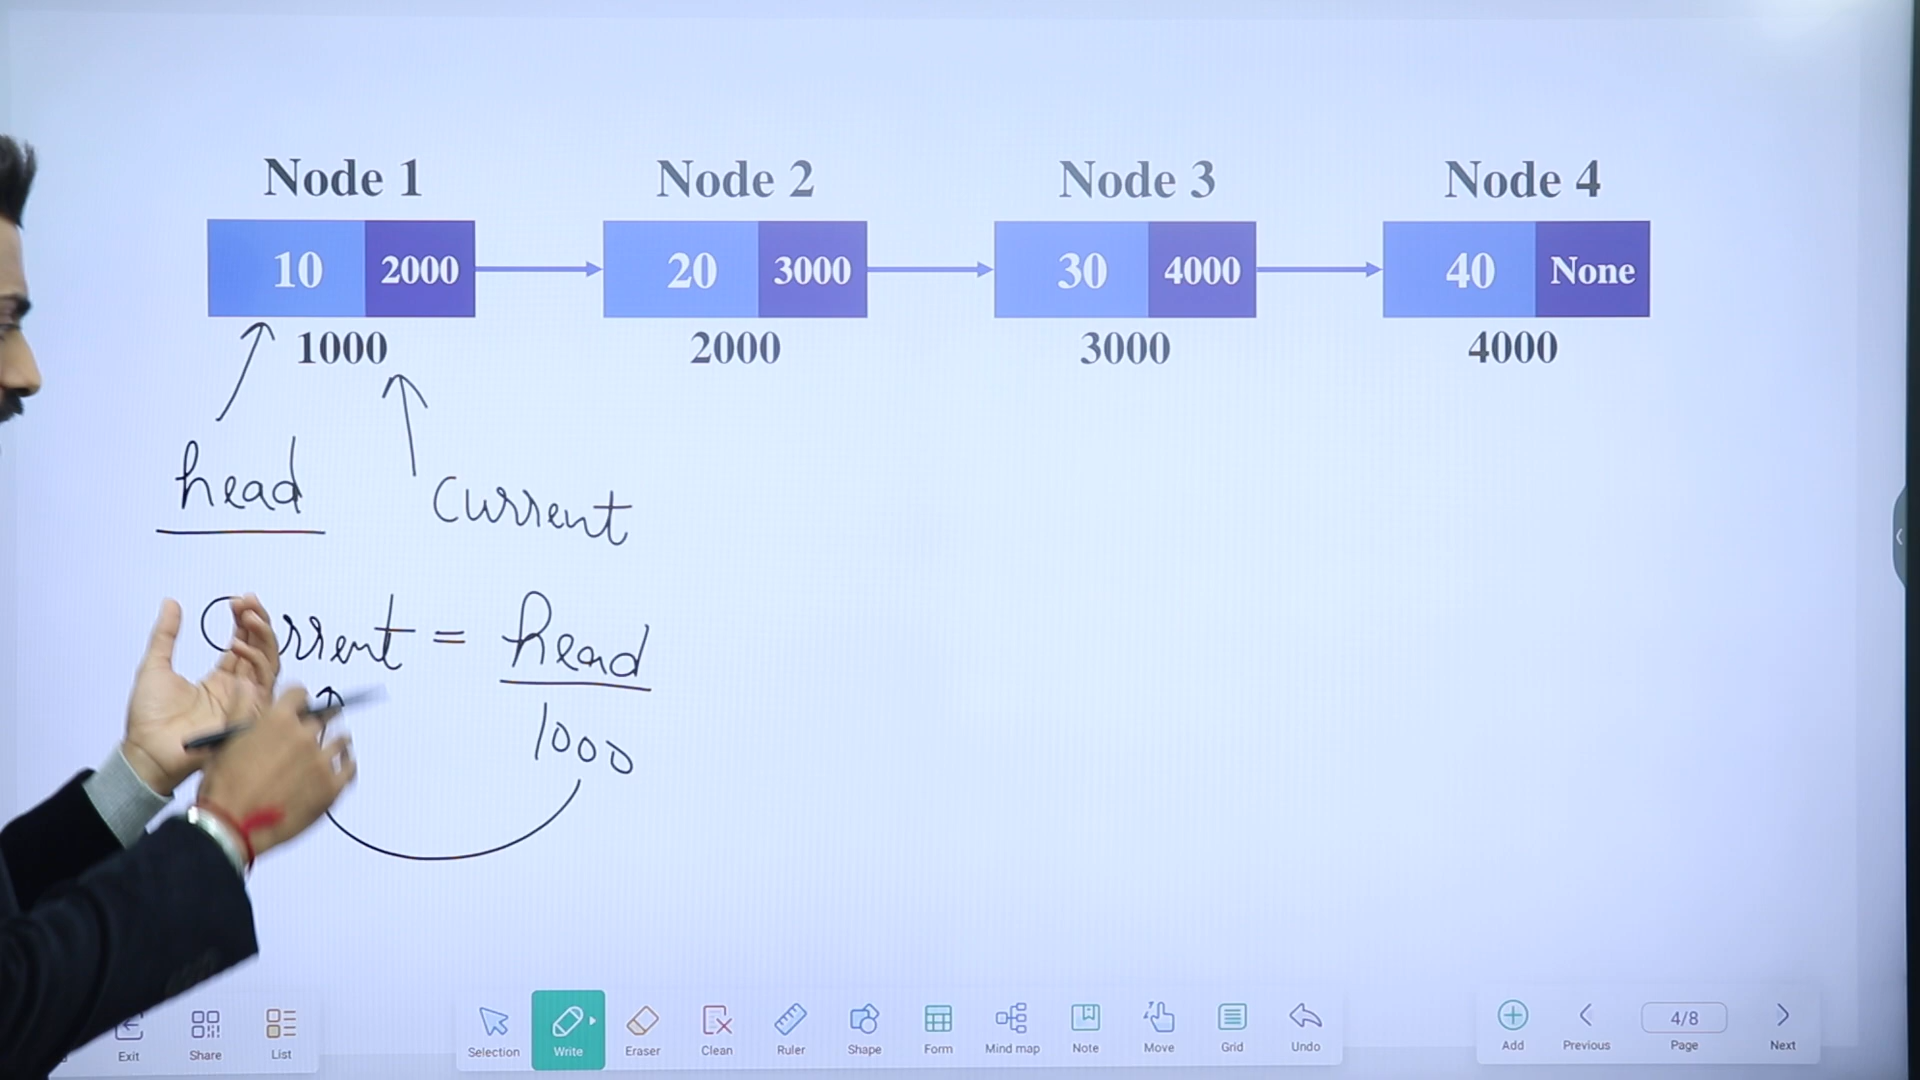 Node 1 Node 2 Node 3 Node 4
10 2000 20 3000 30 4000 40 None
1000 2000 3000 4000
head current
Current = head
1000
Exit Share List Selection Write Eraser Clean Ruler Shape Form Mind map Note Move Grid Undo Add Previous 4/8 Page Next